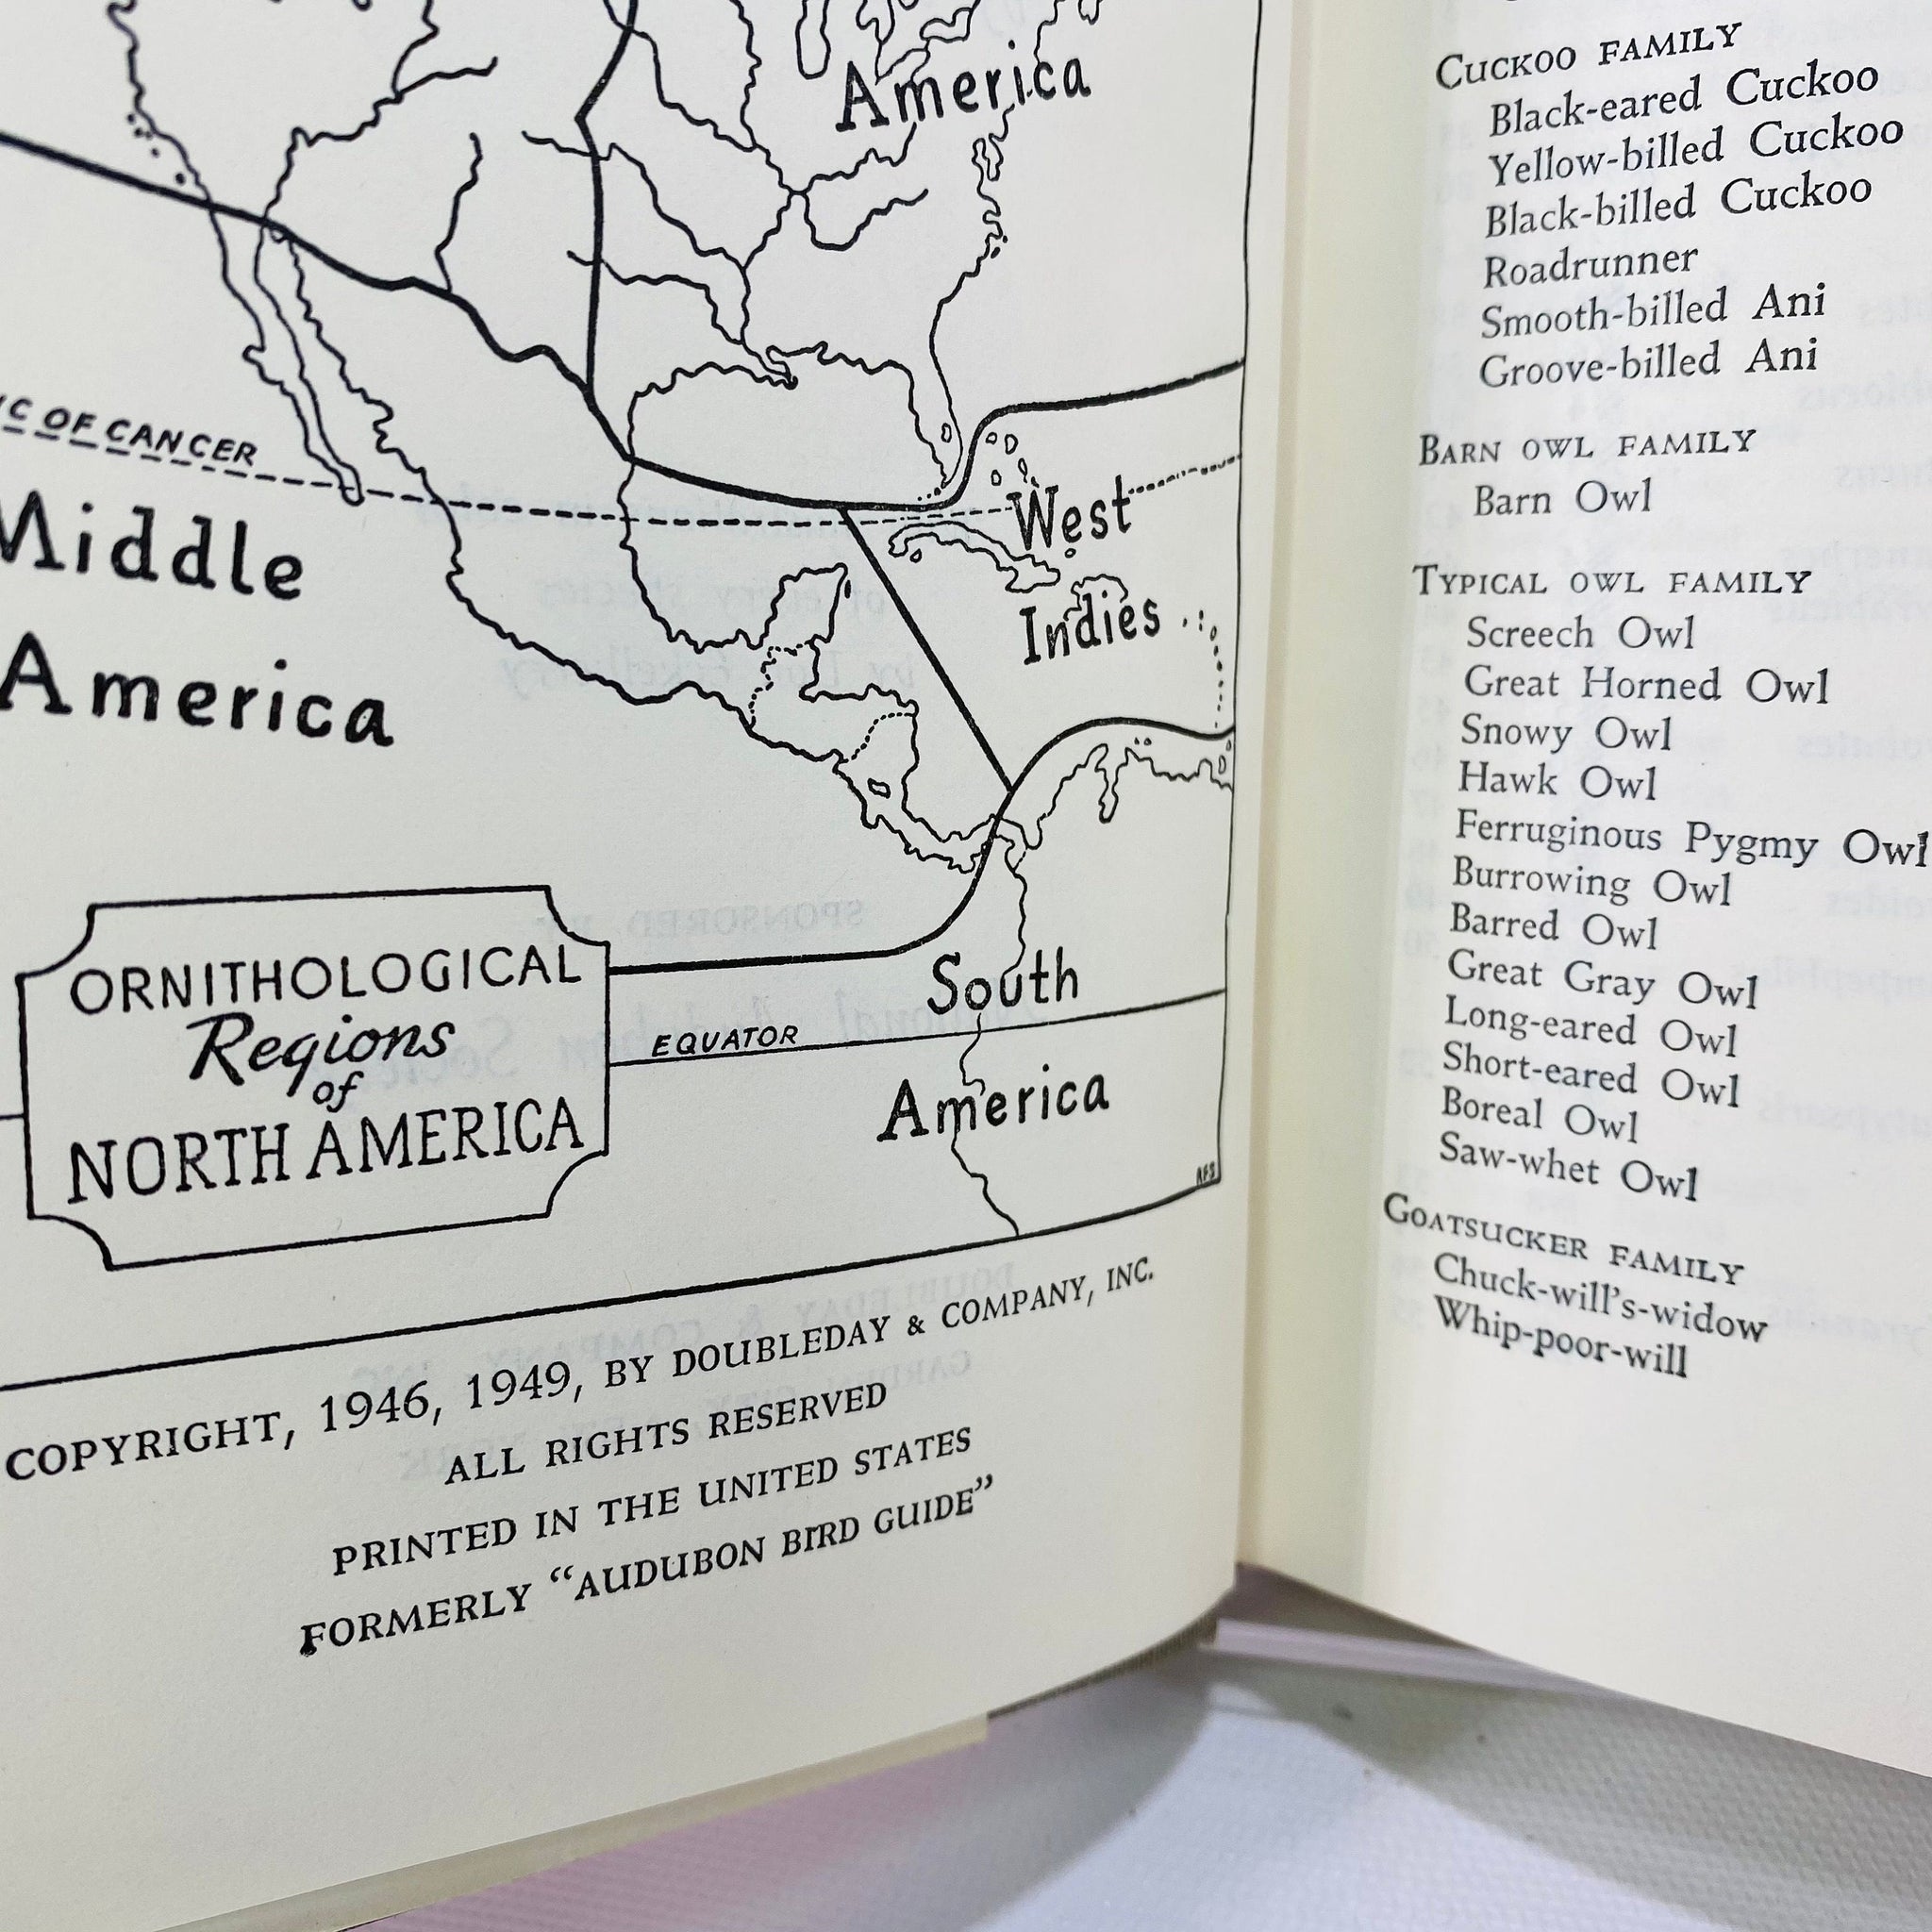 America
IC OF CANCER
Middle
America
West
Indies
ORNITHOLOGICAL
Regions
of
NORTH AMERICA
South
EQUATOR
America
COPYRIGHT, 1946, 1949, BY DOUBLEDAY & COMPANY, INC.
ALL RIGHTS RESERVED
PRINTED IN THE UNITED STATES
FORMERLY “AUDUBON BIRD GUIDE”
CUCKOO FAMILY
Black-eared Cuckoo
Yellow-billed Cuckoo
Black-billed Cuckoo
Roadrunner
Smooth-billed Ani
Groove-billed Ani
BARN OWL FAMILY
Barn Owl
TYPICAL OWL FAMILY
Screech Owl
Great Horned Owl
Snowy Owl
Hawk Owl
Ferruginous Pygmy Owl
Burrowing Owl
Barred Owl
Great Gray Owl
Long-eared Owl
Short-eared Owl
Boreal Owl
Saw-whet Owl
GOATSUCKER FAMILY
Chuck-will's-widow
Whip-poor-will